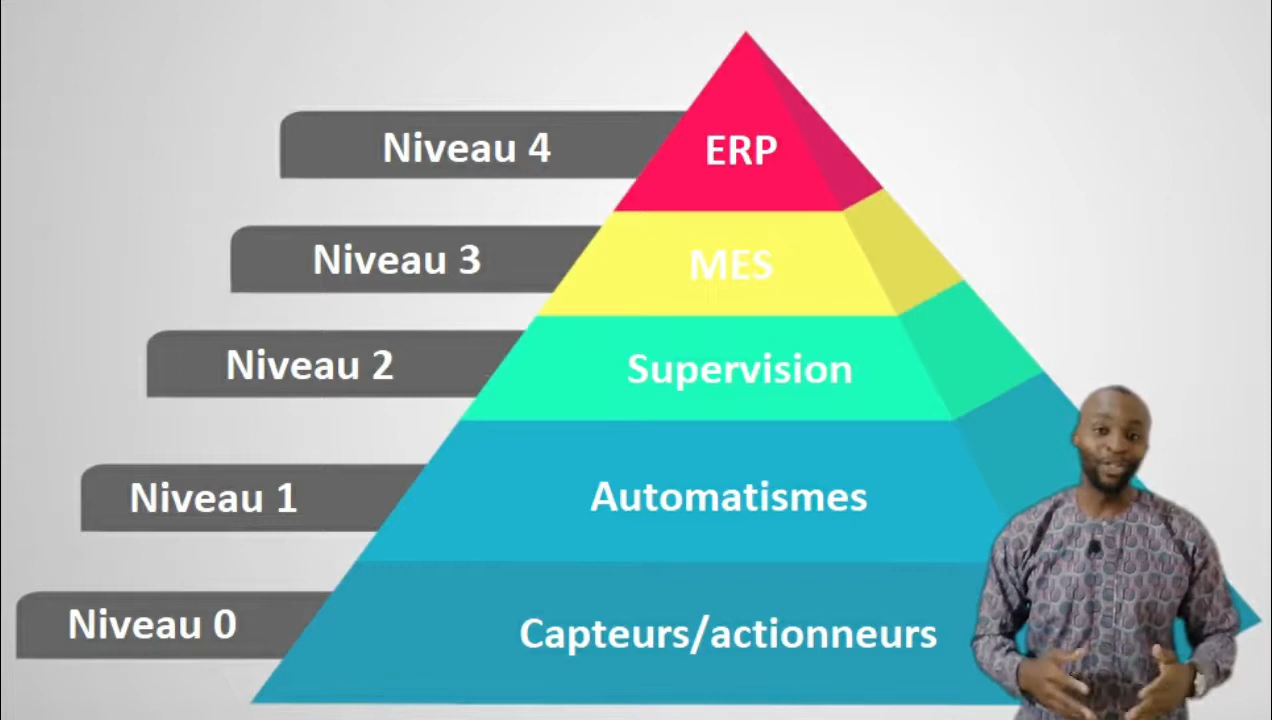 Niveau 4
ERP
Niveau 3
MES
Niveau 2
Supervision
Niveau 1
Automatismes
Niveau 0
Capteurs/actionneurs